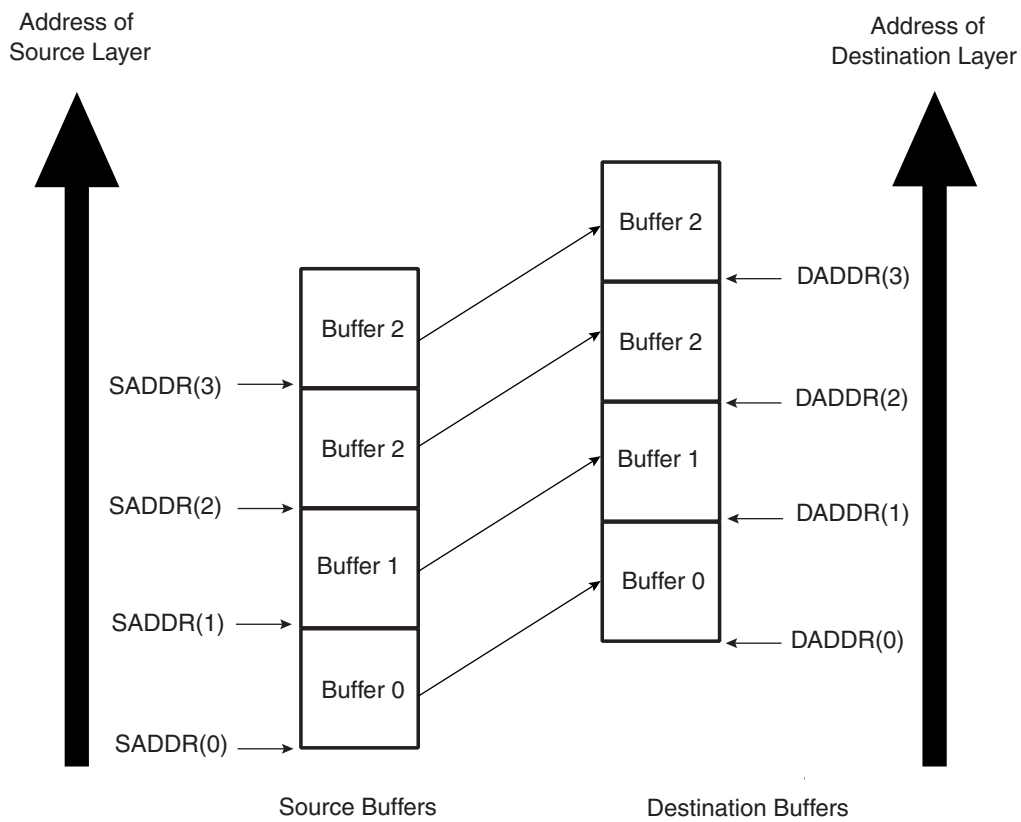 Address of
Source Layer
Address of
Destination Layer
Buffer 2
DADDR(3)
Buffer 2
Buffer 2
SADDR(3)
DADDR(2)
Buffer 2
Buffer 1
SADDR(2)
DADDR(1)
Buffer 1
Buffer 0
SADDR(1)
DADDR(0)
Buffer 0
SADDR(0)
Source Buffers
Destination Buffers